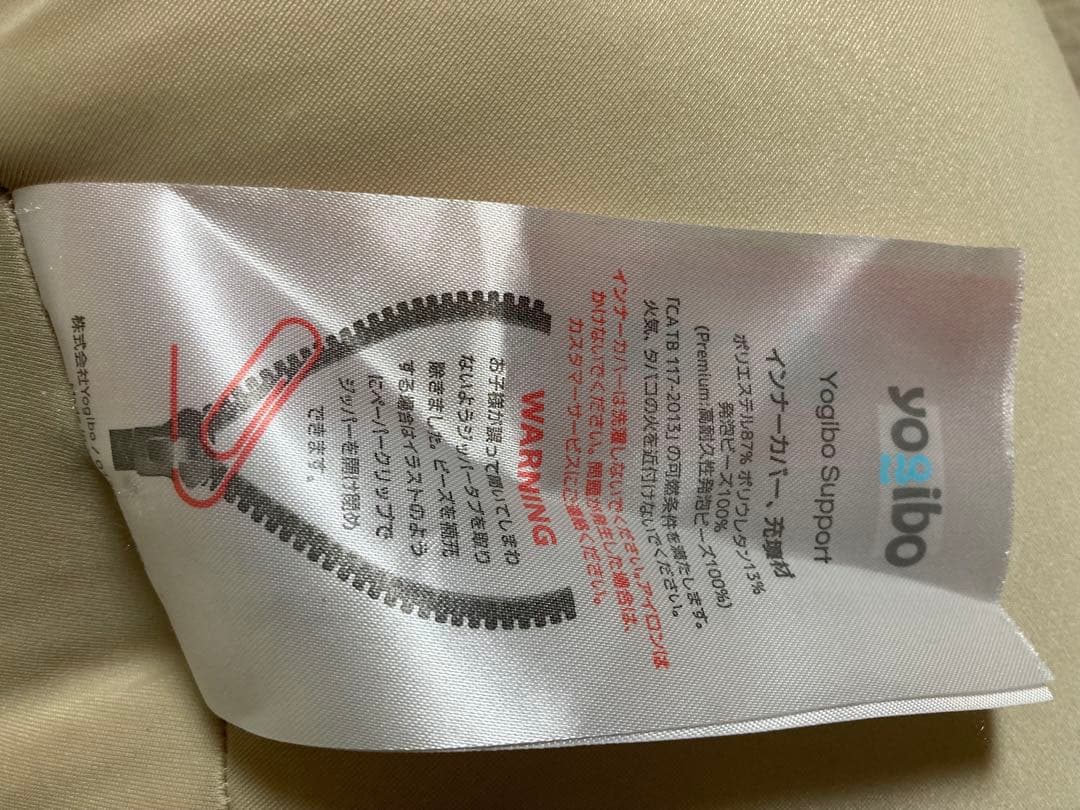 yogibo
Yogibo Support
インナーカバー、充填材
ポリエステル87% ポリウレタン13%
発泡ビーズ100%
(Premium:高耐久性発泡ビーズ100%)
「CATB 1117-2013」の可燃条件を満たします。
火気、タバコの火を近付けないでください。
インナーカバーは洗濯しないでください。アイロンは
かけないでください。問題が発生した場合は、
カスタマーサービスにご連絡ください。
WARNING
お子様が誤って開いてしまわ
ないようジッパータブを取り
除きました。ビーズを補充
する場合はイラストのよう
にペーパークリップで
ジッパーを開け閉め
できます。
株式会社Yogibo /